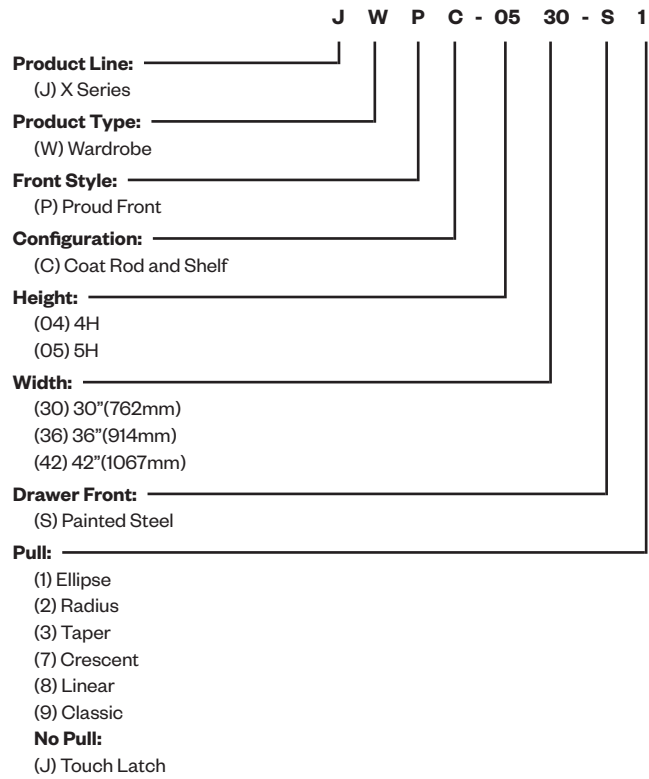 J W P C - 05 30 - S 1
Product Line:
(J) X Series
Product Type:
(W) Wardrobe
Front Style:
(P) Proud Front
Configuration:
(C) Coat Rod and Shelf
Height:
(04) 4H
(05) 5H
Width:
(30) 30”(762mm)
(36) 36”(914mm)
(42) 42”(1067mm)
Drawer Front:
(S) Painted Steel
Pull:
(1) Ellipse
(2) Radius
(3) Taper
(7) Crescent
(8) Linear
(9) Classic
No Pull:
(J) Touch Latch